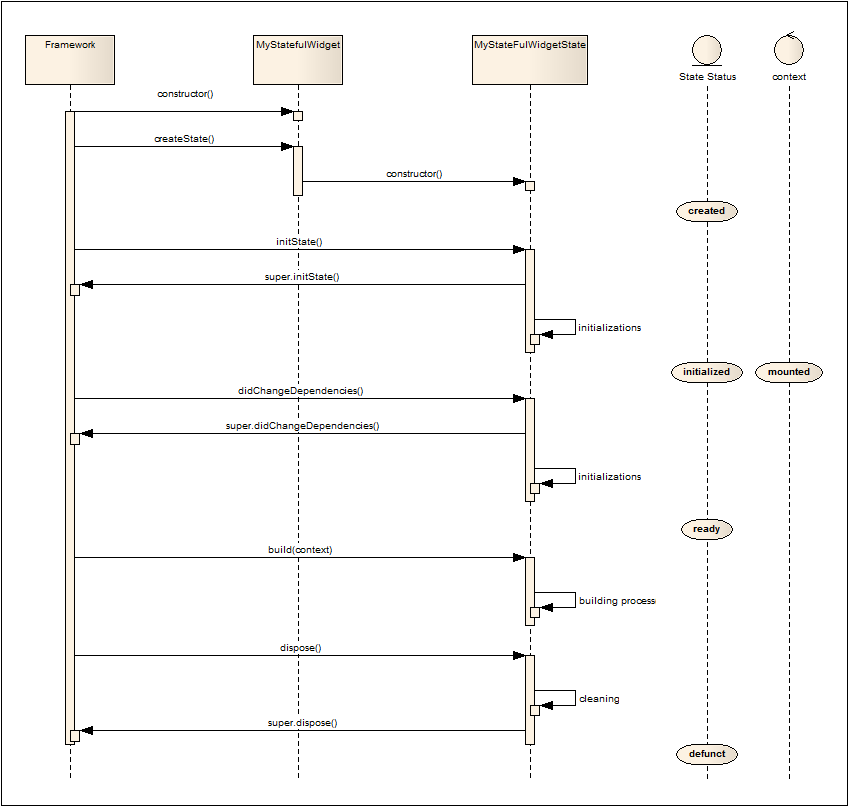 Framework
MyStatefulWidget
MyStateFulWidgetState
State Status
context
constructor()
createState()
constructor()
created
initState()
super.initState()
initializations
initialized
mounted
didChangeDependencies()
super.didChangeDependencies()
initializations
ready
build(context)
building process
dispose()
cleaning
super.dispose()
defunct